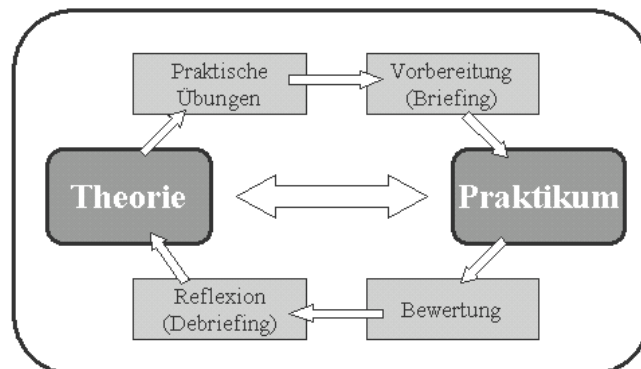 Praktische
Übungen
Vorbereitung
(Briefing)
Theorie
Praktikum
Reflexion
(Debriefing)
Bewertung